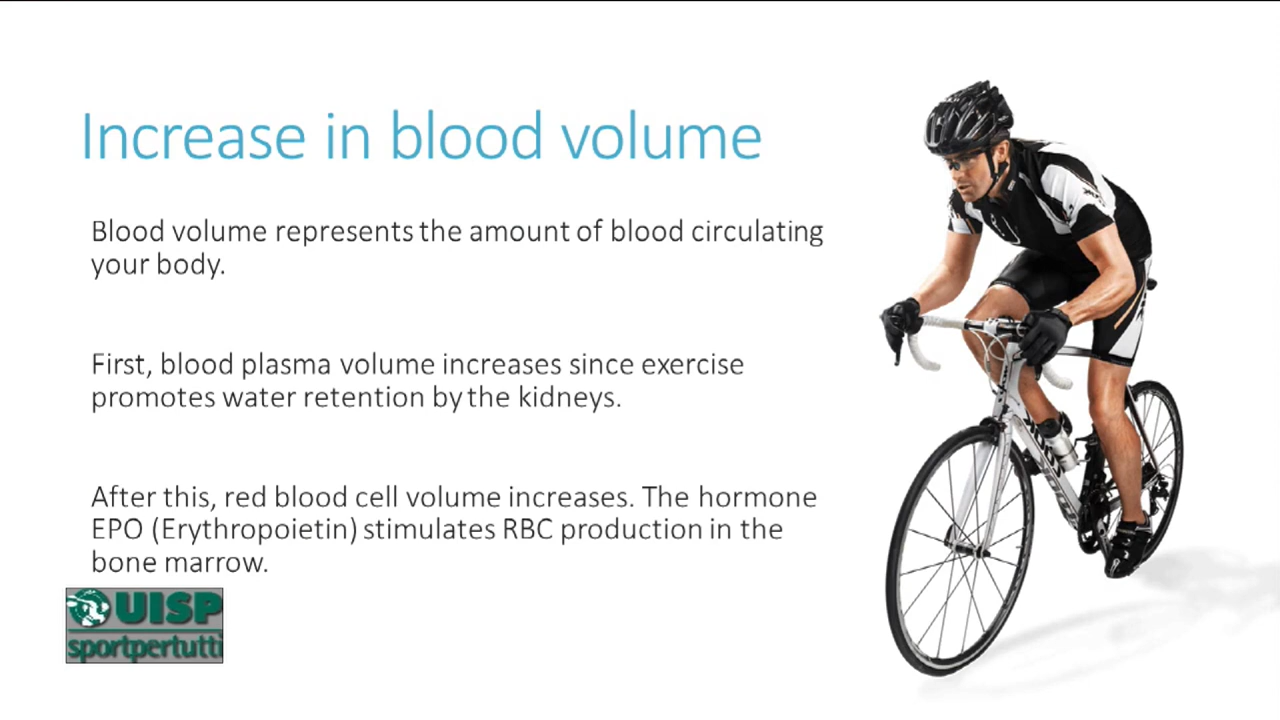 Increase in blood volume
Blood volume represents the amount of blood circulating
your body.
First, blood plasma volume increases since exercise
promotes water retention by the kidneys.
After this, red blood cell volume increases. The hormone
EPO (Erythropoietin) stimulates RBC production in the
bone marrow.
UISP
sportpertutti